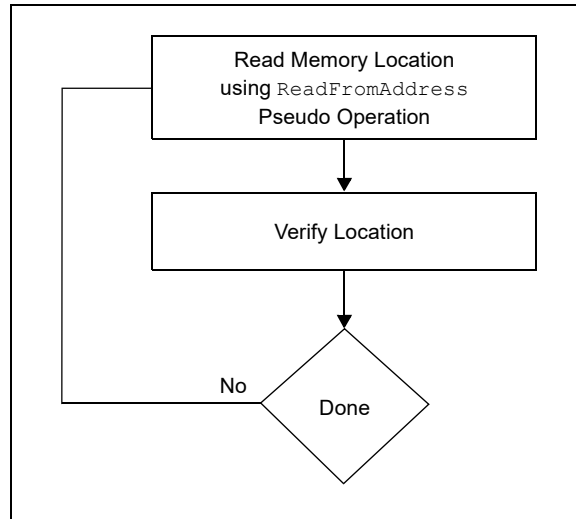 Read Memory Location
using ReadFromAddress
Pseudo Operation
Verify Location
No
Done